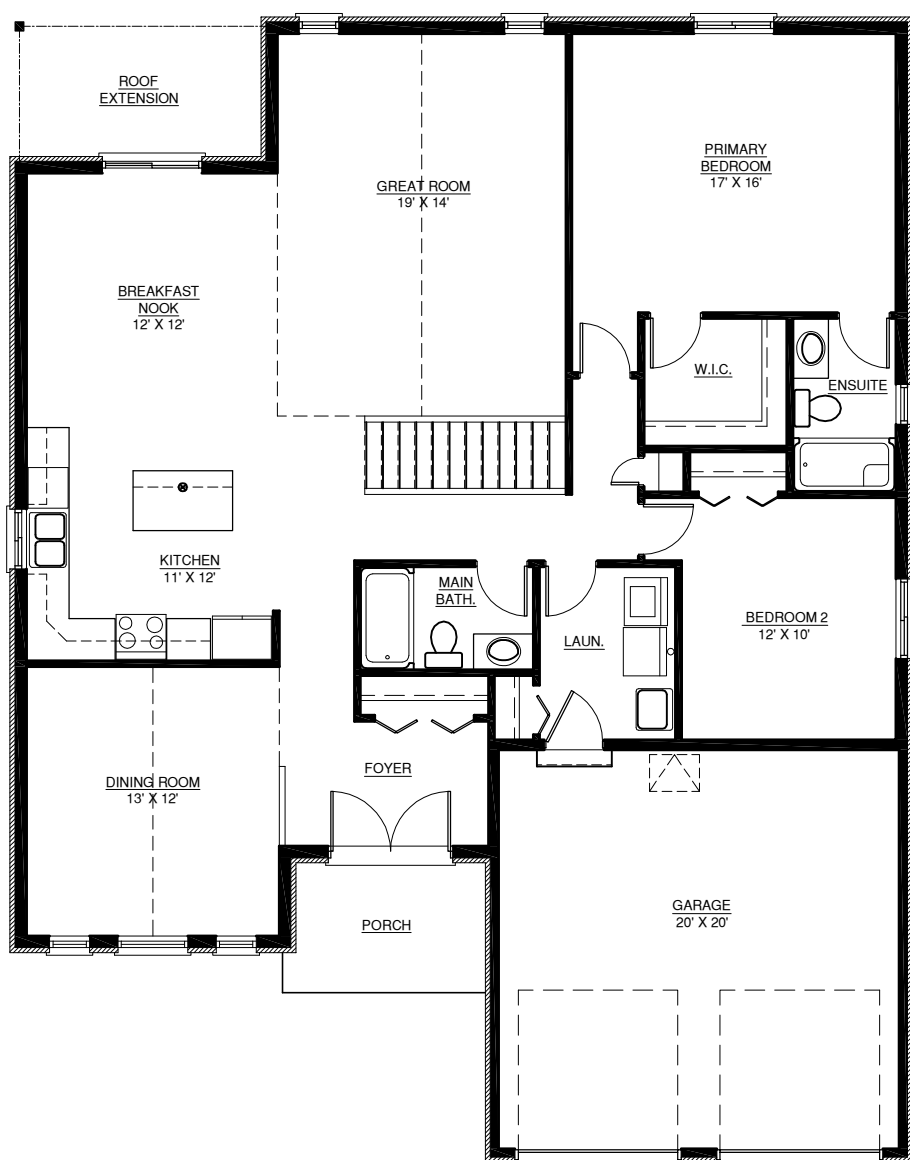 ROOF
EXTENSION
PRIMARY
BEDROOM
17' X 16'
GREAT ROOM
19' X 14'
BREAKFAST
NOOK
12' X 12'
W.I.C.
ENSUITE
KITCHEN
11' X 12'
MAIN
BATH.
LAUN.
BEDROOM 2
12' X 10'
DINING ROOM
13' X 12'
FOYER
PORCH
GARAGE
20' X 20'